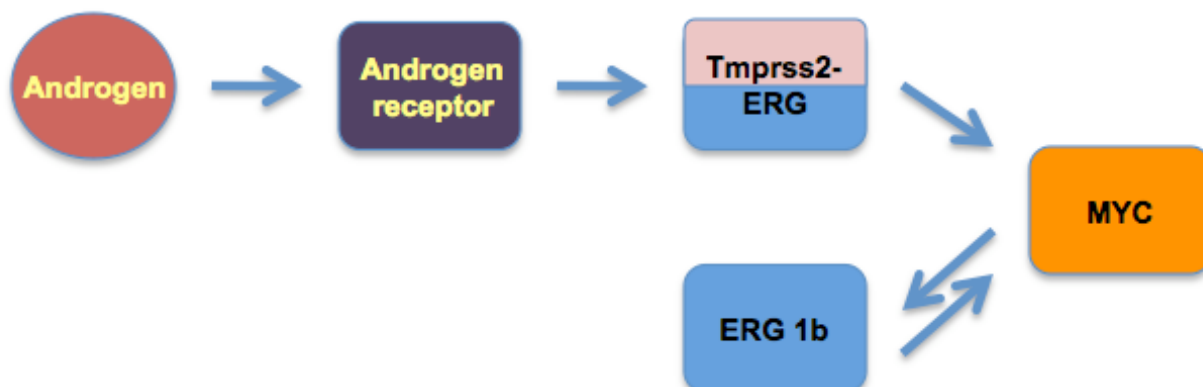 Androgen
Androgen
receptor
Tmprss2-
ERG
MYC
ERG 1b